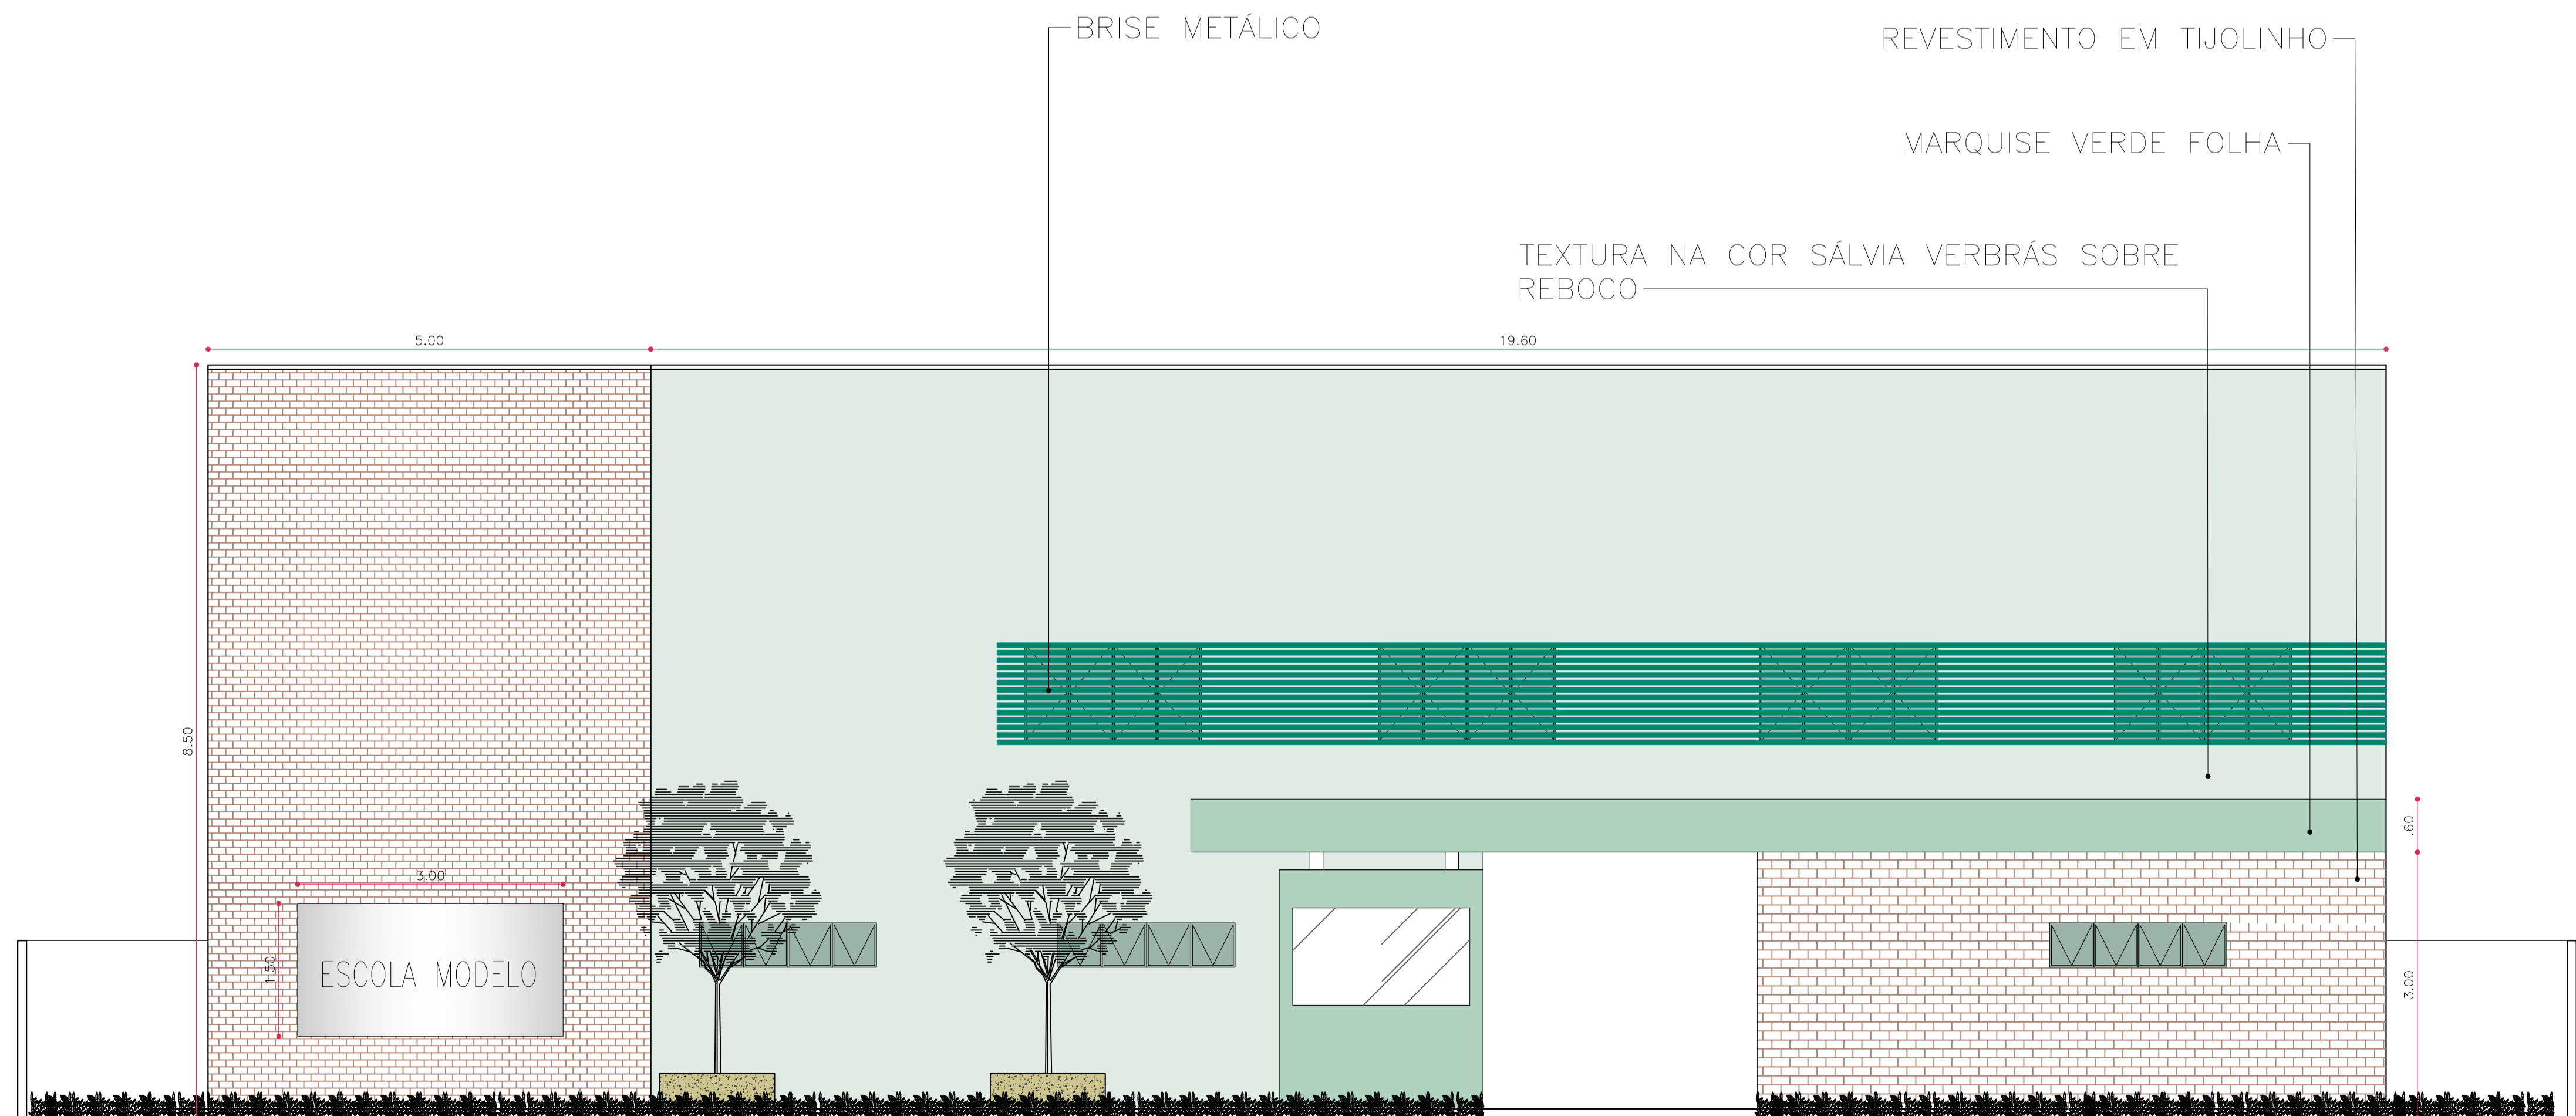 BRISE METÁLICO
REVESTIMENTO EM TIJOLINHO
MARQUISE VERDE FOLHA
TEXTURA NA COR SÁLVIA VERBRÁS SOBRE
REBOCO
5.00
19.60
8.50
.60
3.00
1.50
ESCOLA MODELO
3.00